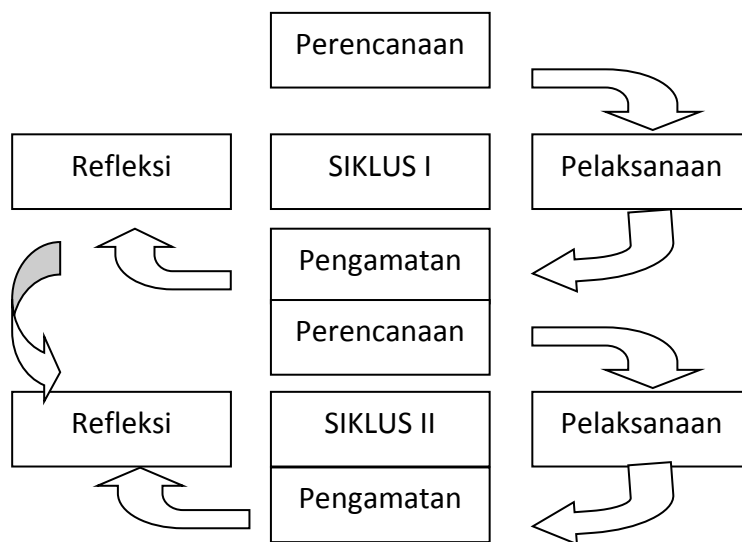 Perencanaan
Refleksi
SIKLUS I
Pelaksanaan
Pengamatan
Perencanaan
Refleksi
SIKLUS II
Pelaksanaan
Pengamatan